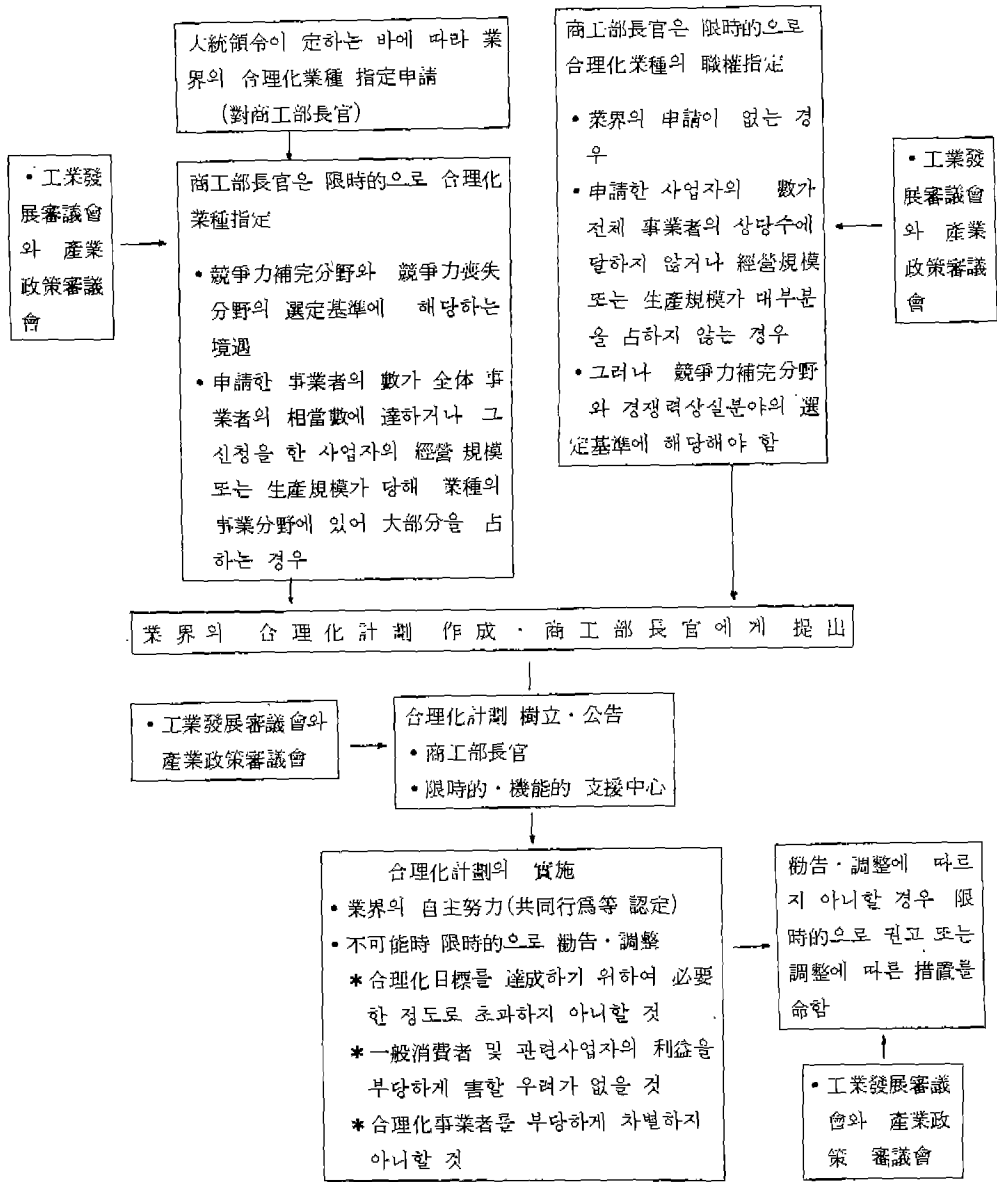 大統領令이 定하는 바에 따라 業
界의 合理化業種 指定申請
(對商工部長官)
商工部長官은 限時的으로
合理化業種의 職權指定
• 業界의 申請이 없는 경
우
• 申請한 사업자의 數가
전체 事業者의 상당수에
달하지 않거나 經營規模
또는 生產規模가 대부분
을 占하지 않는 경우
• 그러나 競爭力補完分野
와 경쟁력상실분야의 選
定基準에 해당해야 함
• 工業發
展審議會
와 產業
政策審議
會
商工部長官은 限時的으로 合理化
業種指定
• 競爭力補完分野와 競爭力喪失
分野의 選定基準에 해당하는
境遇
• 申請한 事業者의 數가 全体 事
業者의 相當數에 達하거나 그
신청을 한 사업자의 經營 規模
또는 生產規模가 당해 業種의
事業分野에 있어 大部分을 占
하는 경우
• 工業發
展審議會
와 產業
政策審議
會
業界의 合理化計劃 作成·商工部長官에게 提出
• 工業發展審議會와
產業政策審議會
合理化計劃 樹立·公告
• 商工部長官
• 限時的·機能的 支援中心
合理化計劃의 實施
• 業界의 自主努力(共同行爲等 認定)
• 不可能時 限時的으로 勸告·調整
* 合理化目標를 達成하기 위하여 必要
한 정도로 초과하지 아니할 것
* 一般消費者 및 관련사업자의 利益을
부당하게 害할 우려가 없을 것
* 合理化事業者를 부당하게 차별하지
아니할 것
勸告·調整에 따르
지 아니할 경우 限
時的으로 권고 또는
調整에 따른 措置를
命함
• 工業發展審議
會와 產業政
策 審議會